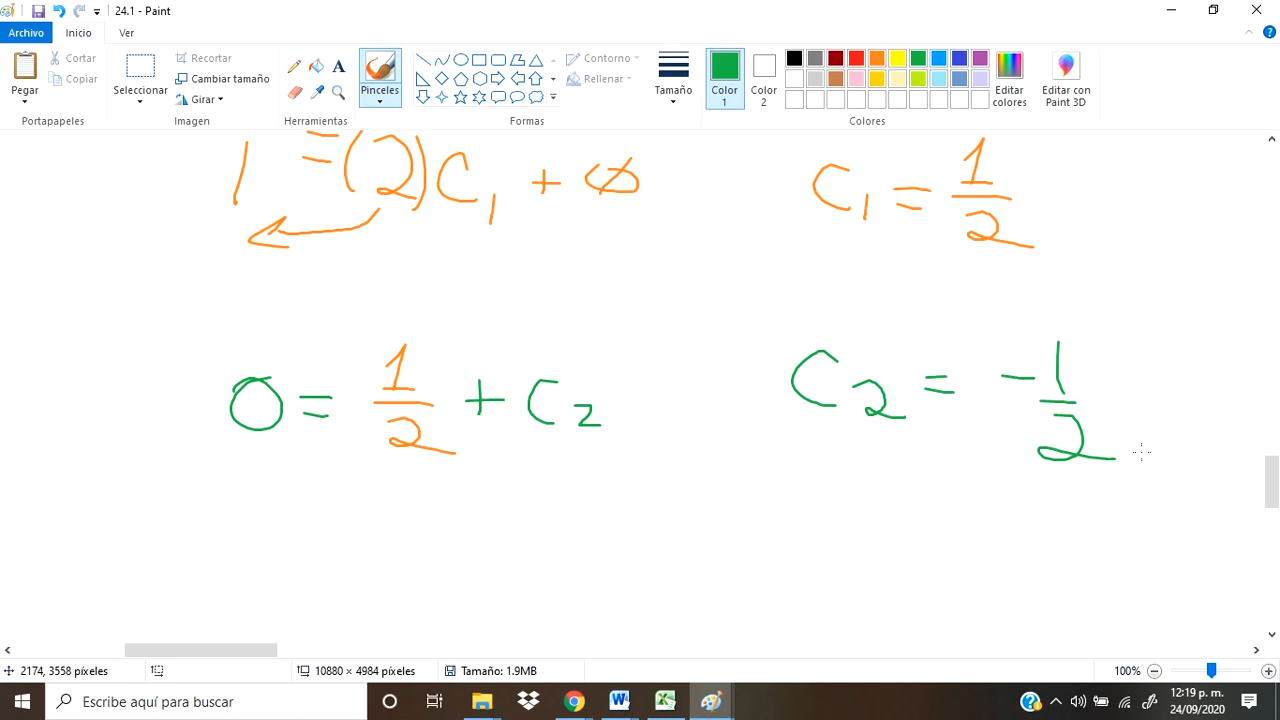 24.1 - Paint
Archivo Inicio Ver
Pegar
Cortar
Copiar
Portapapeles
Seleccionar
Recortar
Cambiar tamaño
Girar
Imagen
A
Herramientas
Pinceles
Contorno
Rellenar
Formas
Tamaño
Color 1
Color 2
Editar colores
Editar con Paint 3D
Colores
1 = (2) C₁ + 0
C₁ = 1/2
0 = 1/2 + C₂
C₂ = -1/2
2174, 3558 píxeles
10880 × 4984 píxeles
Tamaño: 1.9MB
100%
Escribe aquí para buscar
12:19 p. m.
24/09/2020